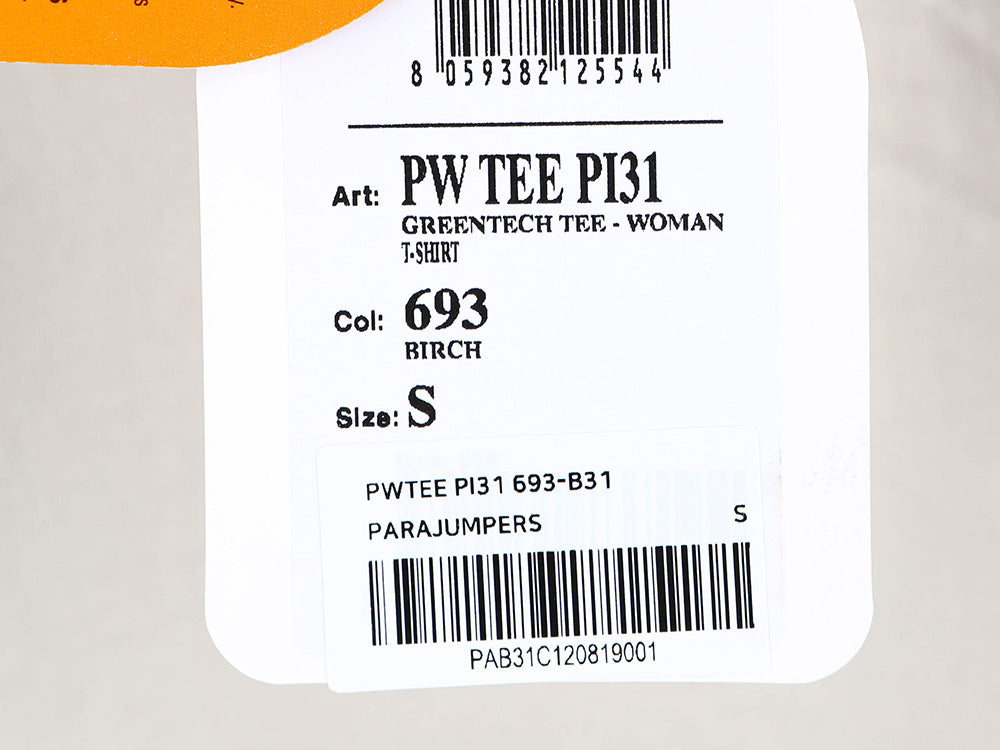 8 059382 125544
Art: PW TEE PI31
GREENTECH TEE - WOMAN
T-SHIRT
Col: 693
BIRCH
Size: S
PWTEE PI31 693-B31
PARAJUMPERS S
PAB31C120819001